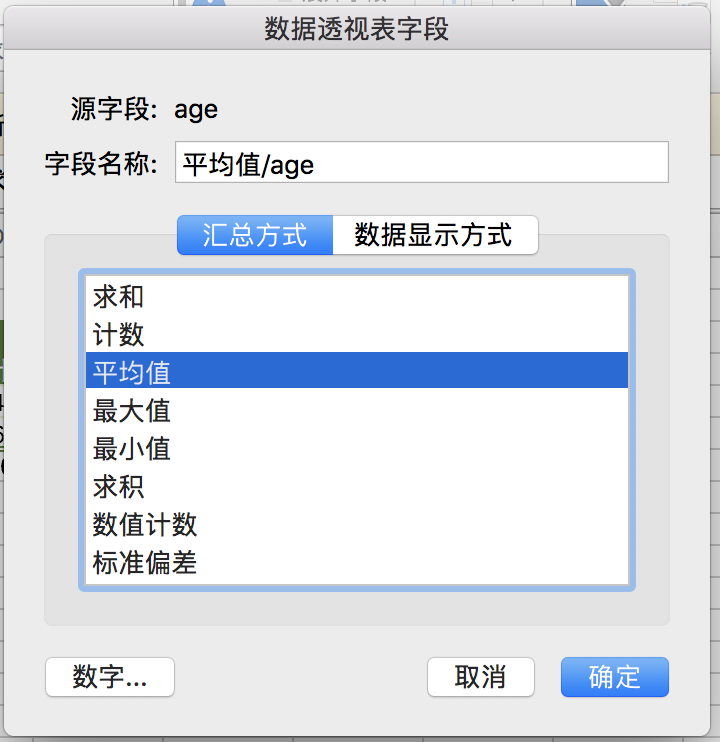 数据透视表字段
源字段: age
字段名称: 平均值/age
汇总方式 数据显示方式
求和
计数
平均值
最大值
最小值
求积
数值计数
标准偏差
数字... 取消 确定